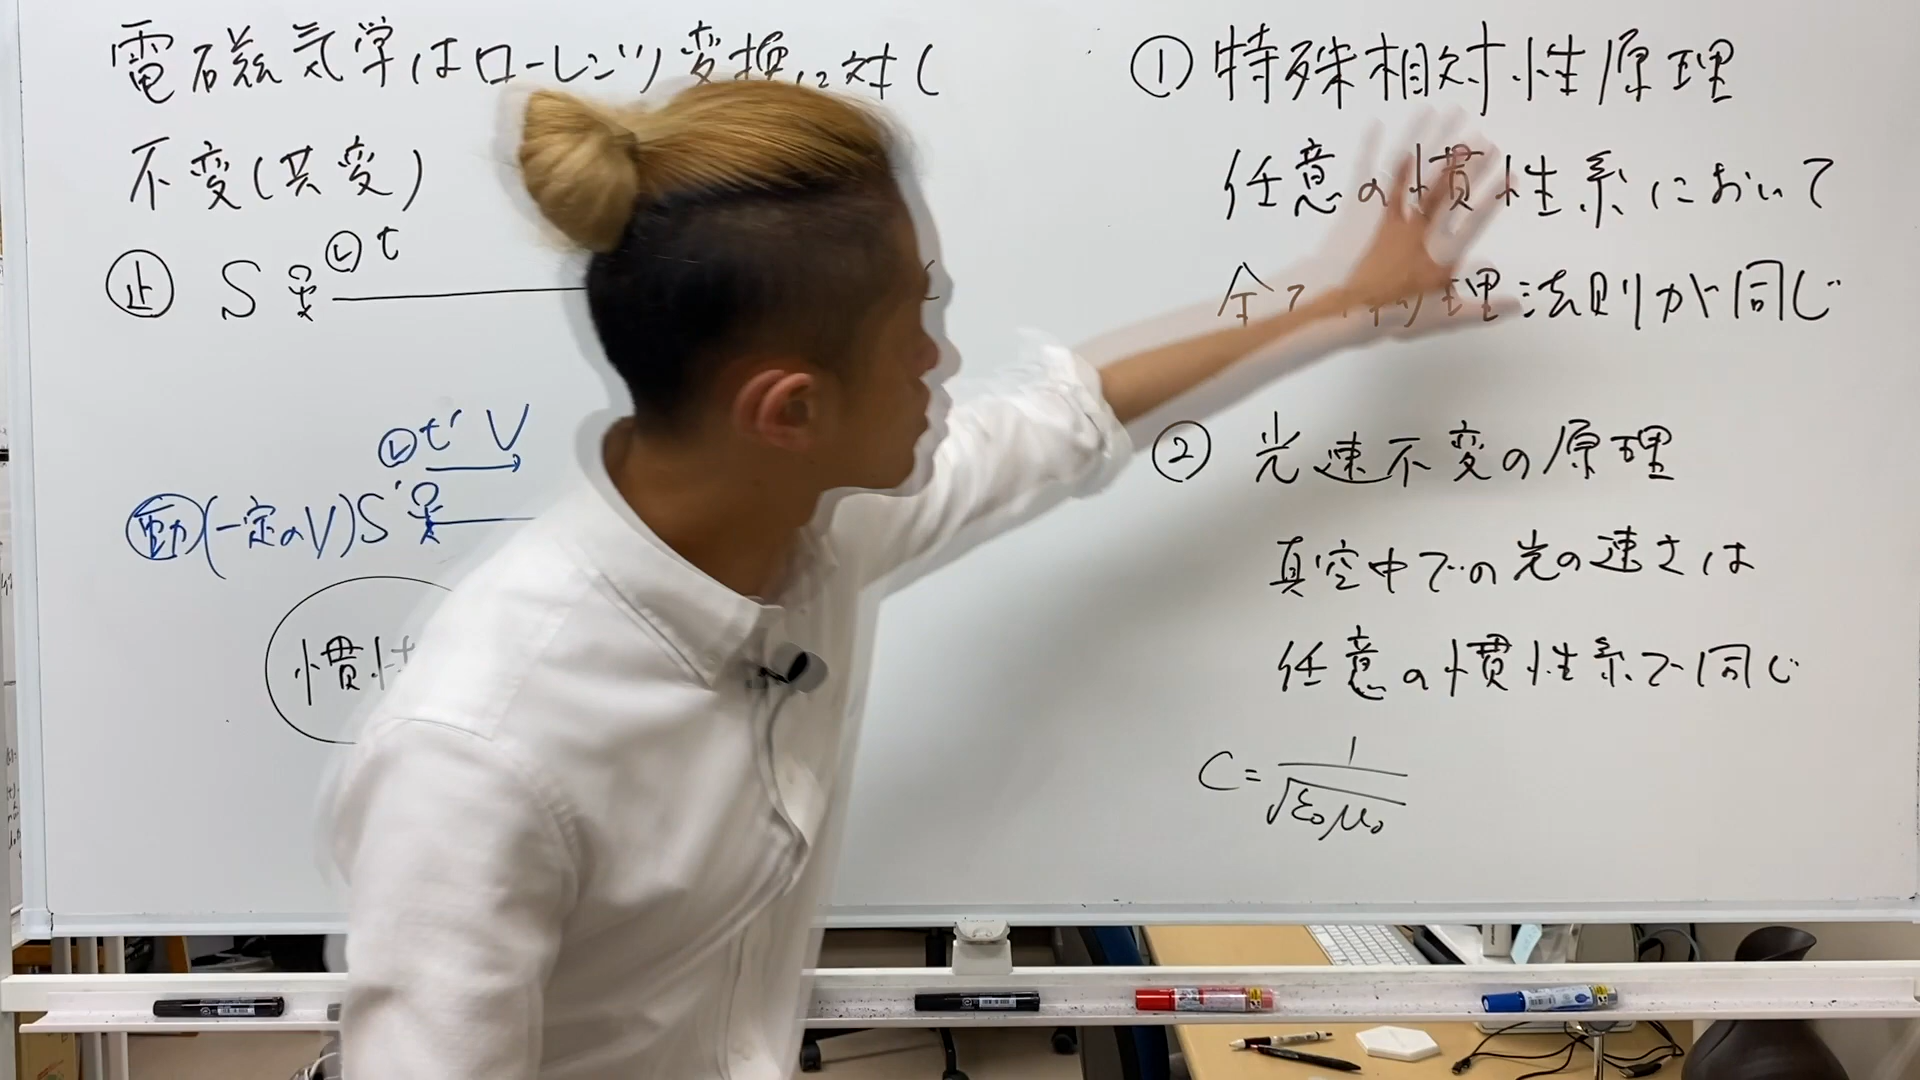 電磁気学はローレンツ変換に対し
不変(共変)
止 S t
t' V
動(一定のV)S'
慣性
① 特殊相対性原理
任意の慣性系において
全ての物理法則が同じ
② 光速不変の原理
真空中での光の速さは
任意の慣性系で同じ
C = 1/√ε₀μ₀